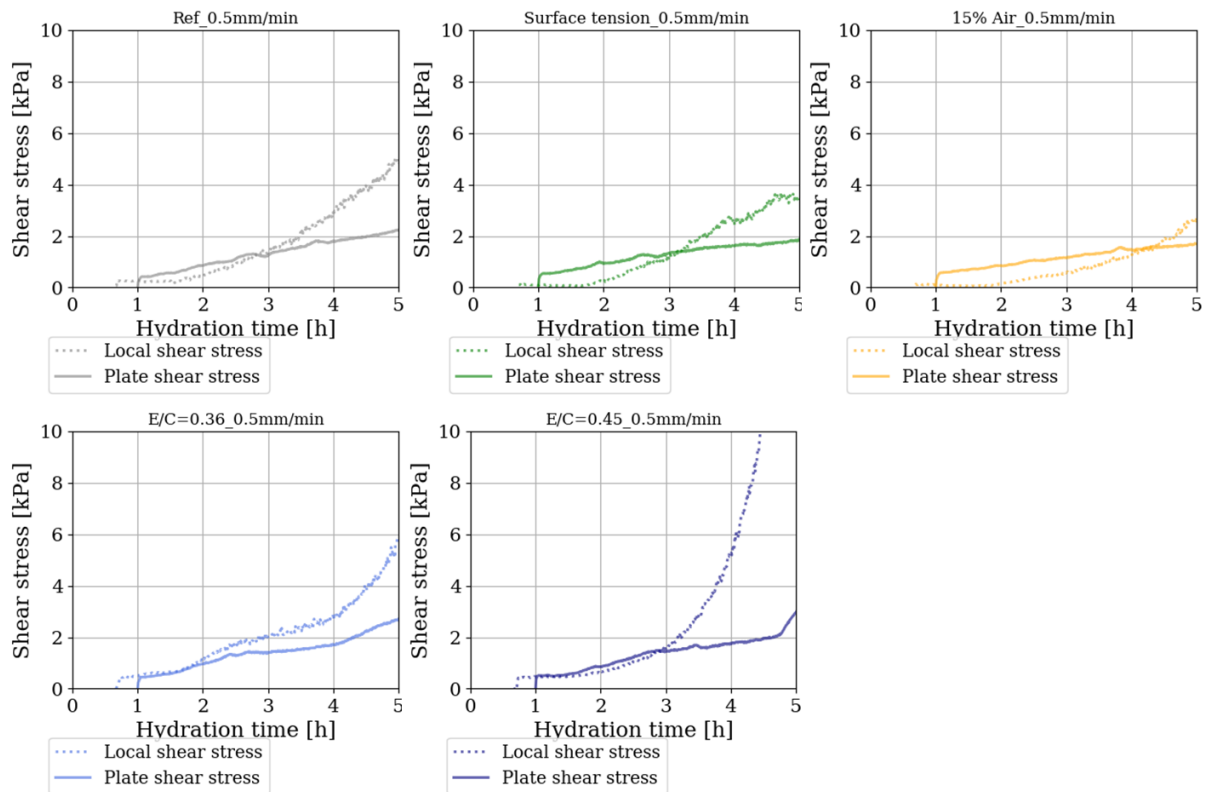 Ref_0.5mm/min
Shear stress [kPa]
10
8
6
4
2
0
0 1 2 3 4 5
Hydration time [h]
Local shear stress
Plate shear stress
Surface tension_0.5mm/min
Shear stress [kPa]
10
8
6
4
2
0
0 1 2 3 4 5
Hydration time [h]
Local shear stress
Plate shear stress
15% Air_0.5mm/min
Shear stress [kPa]
10
8
6
4
2
0
0 1 2 3 4 5
Hydration time [h]
Local shear stress
Plate shear stress
E/C=0.36_0.5mm/min
Shear stress [kPa]
10
8
6
4
2
0
0 1 2 3 4 5
Hydration time [h]
Local shear stress
Plate shear stress
E/C=0.45_0.5mm/min
Shear stress [kPa]
10
8
6
4
2
0
0 1 2 3 4 5
Hydration time [h]
Local shear stress
Plate shear stress